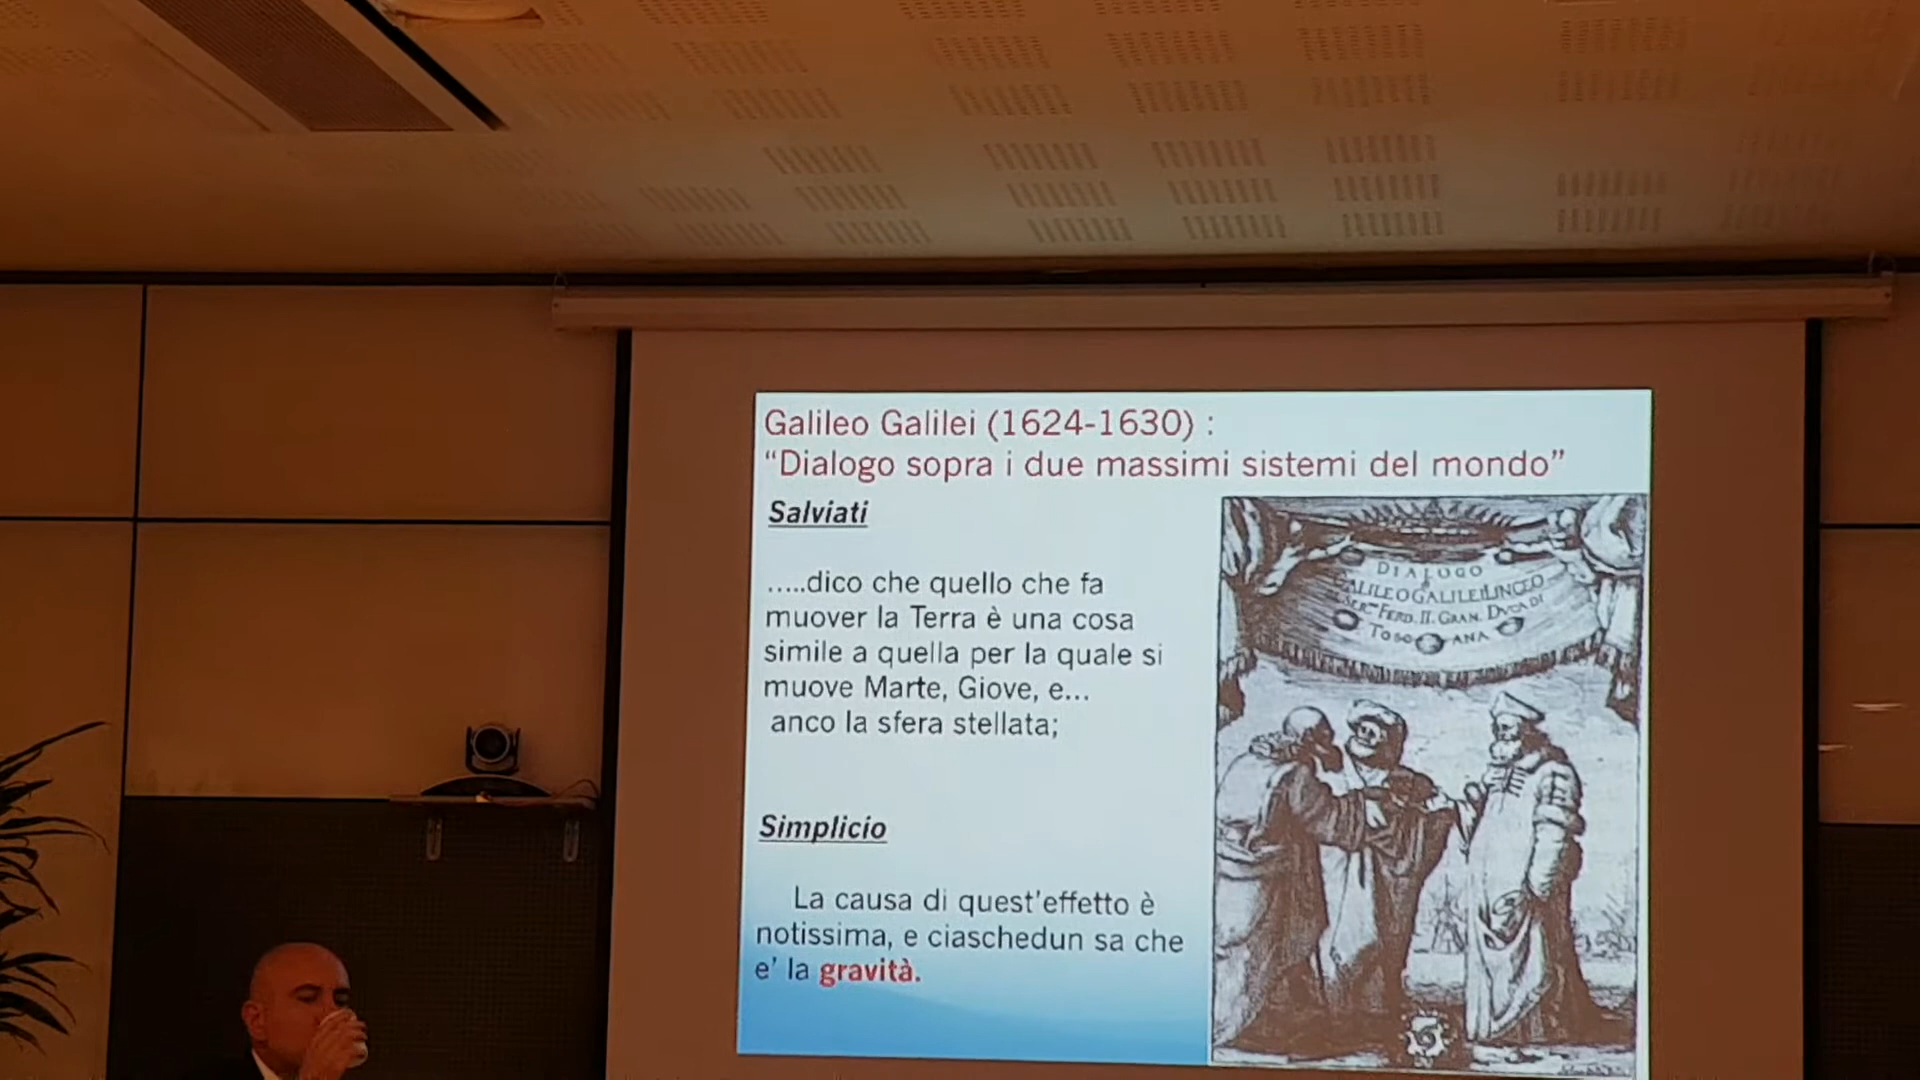 Galileo Galilei (1624-1630) :
“Dialogo sopra i due massimi sistemi del mondo”
Salviati
…..dico che quello che fa
muover la Terra è una cosa
simile a quella per la quale si
muove Marte, Giove, e…
anco la sfera stellata;
Simplicio
La causa di quest'effetto è
notissima, e ciaschedun sa che
e' la gravità.
DIALOGO
GALILEO GALILEI LINCEO
FERD. II. GRAN. DVCA DI
TOSCANA